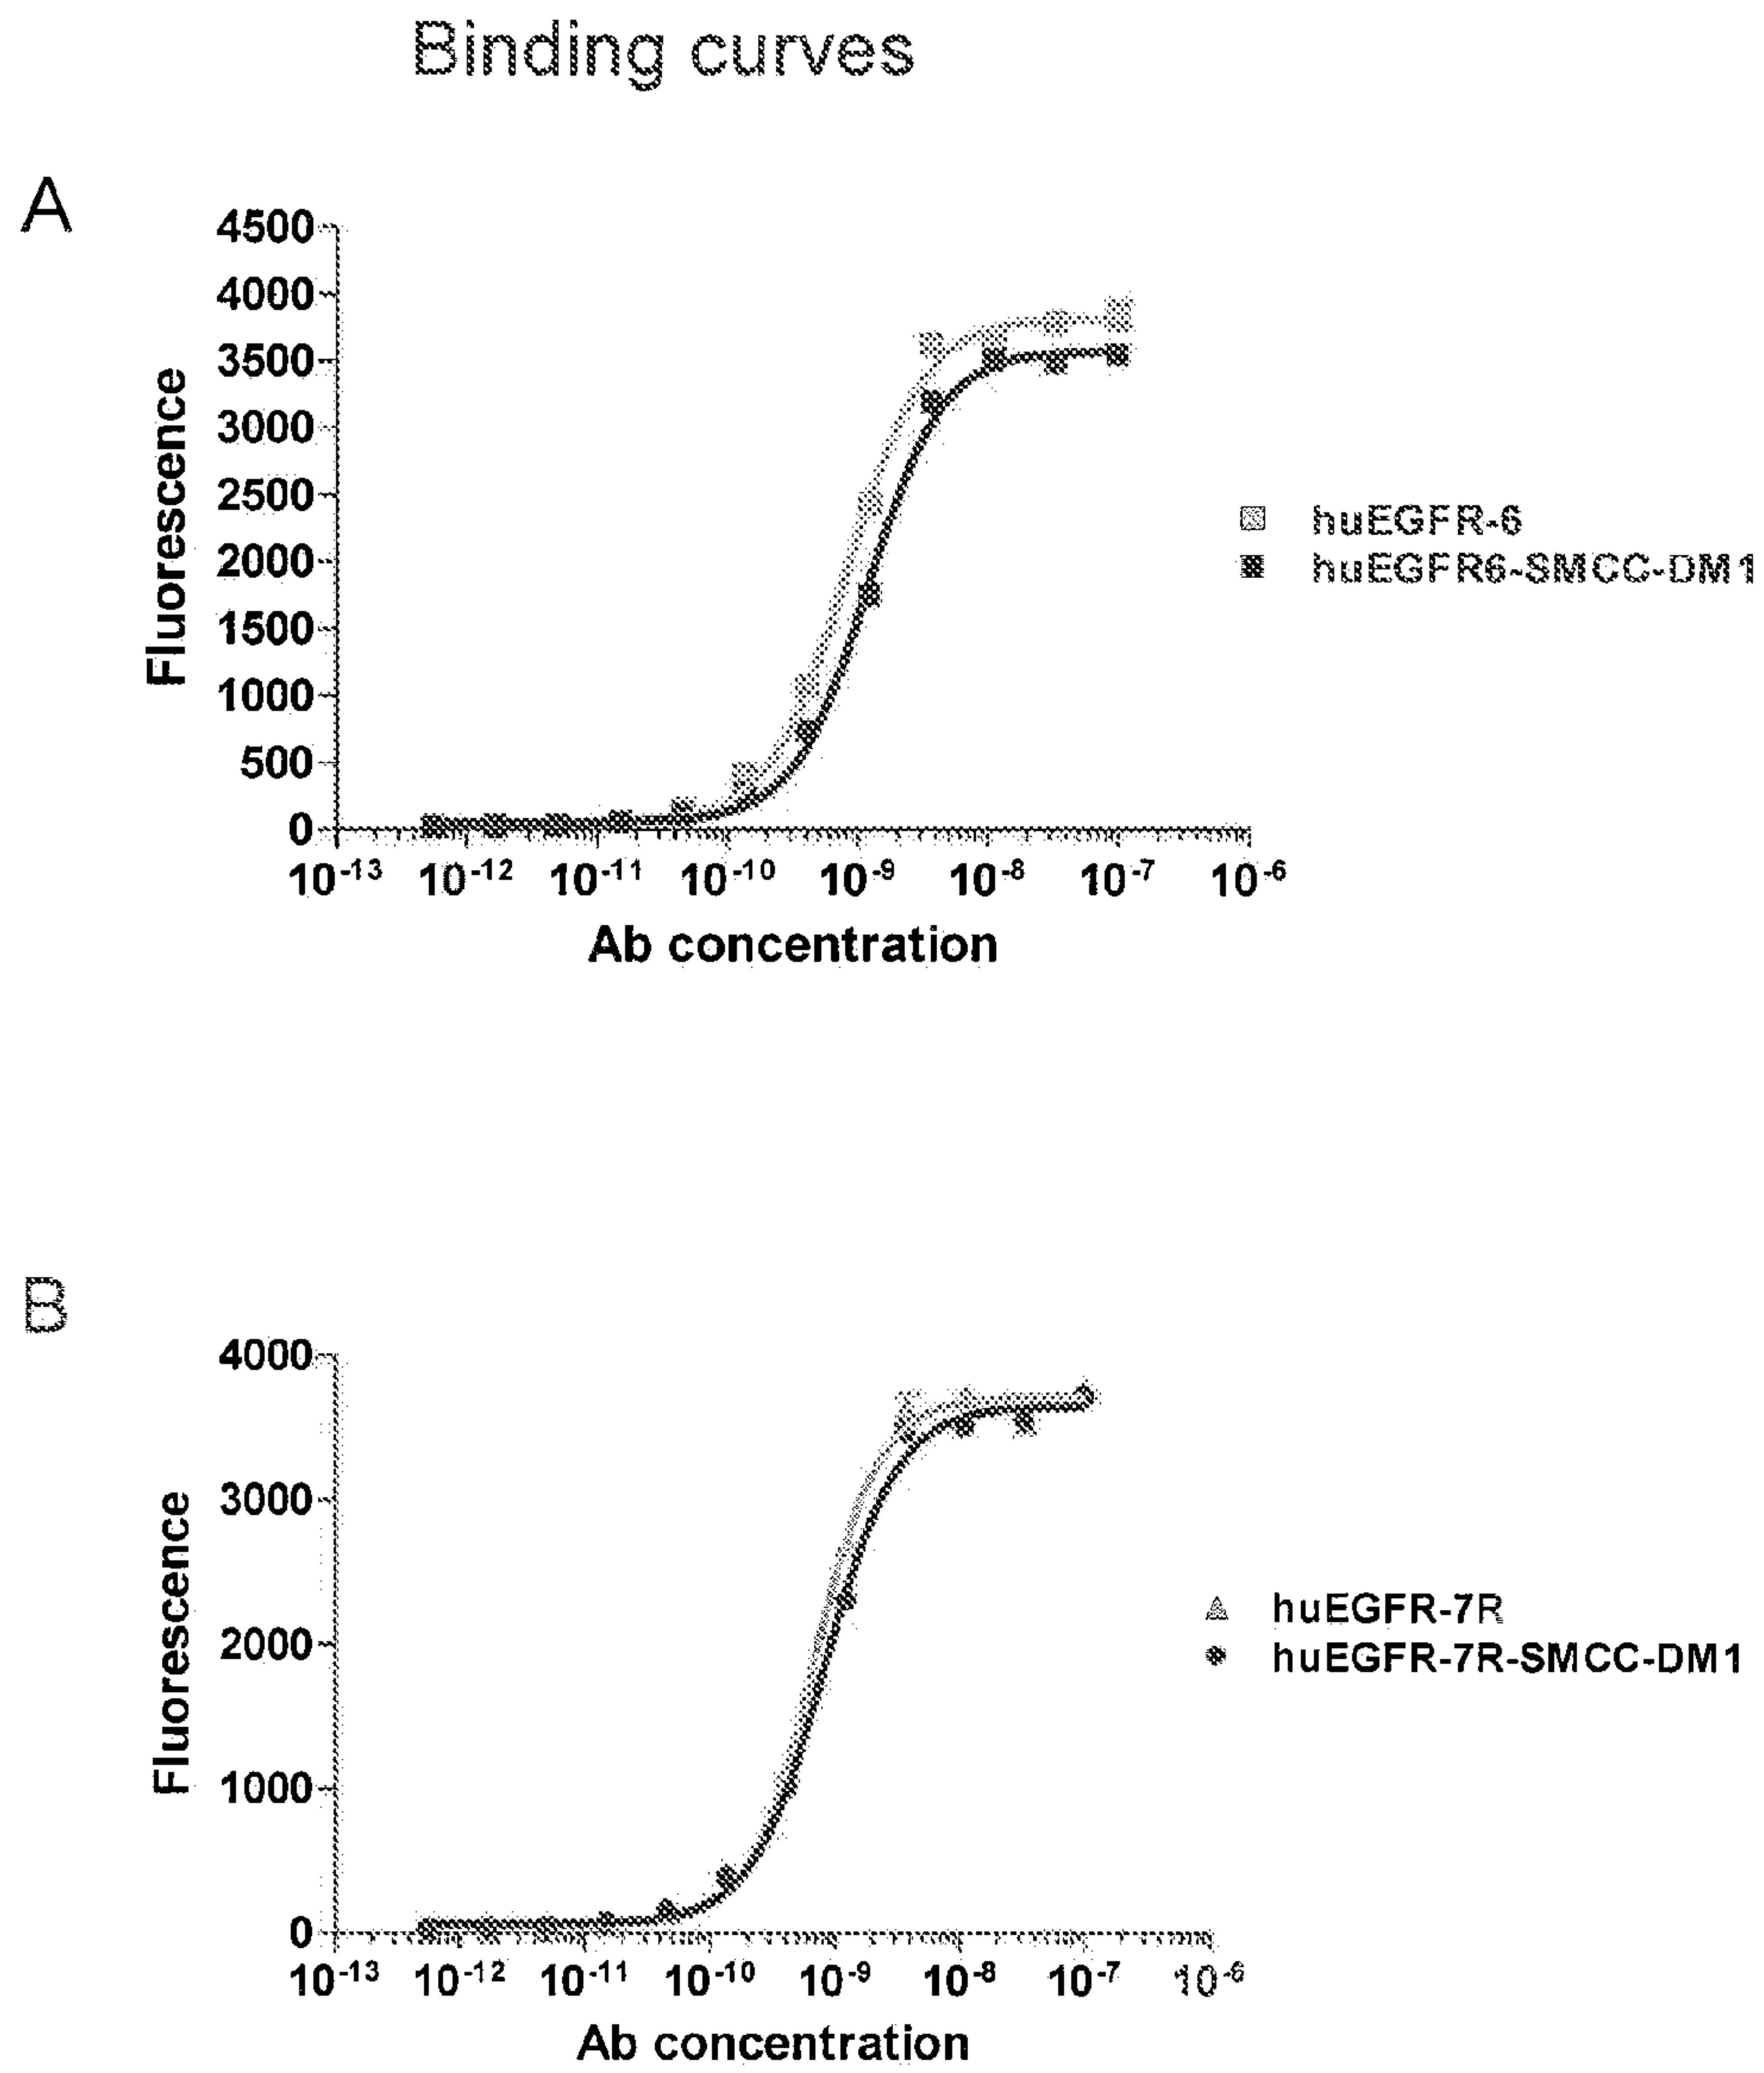 Binding curves
A
4500
4000
3500
3000
2500
2000
1500
1000
500
0
Fluorescence
10-13 10-12 10-11 10-10 10-9 10-8 10-7 10-6
Ab concentration
huEGFR-6
huEGFR6-SMCC-DM1
B
4000
3000
2000
1000
0
Fluorescence
10-13 10-12 10-11 10-10 10-9 10-8 10-7 10-6
Ab concentration
huEGFR-7R
huEGFR-7R-SMCC-DM1